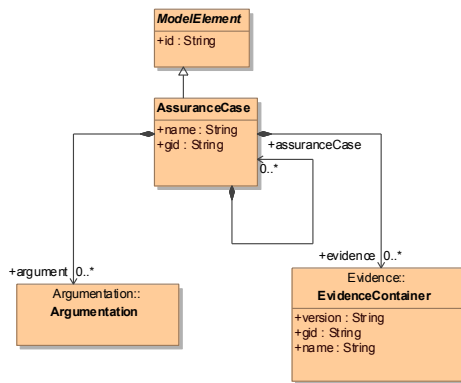 ModelElement
+id : String
AssuranceCase
+name : String
+gid : String
+assuranceCase
0..*
+argument 0..*
+evidence 0..*
Argumentation::
Argumentation
Evidence::
EvidenceContainer
+version : String
+gid : String
+name : String